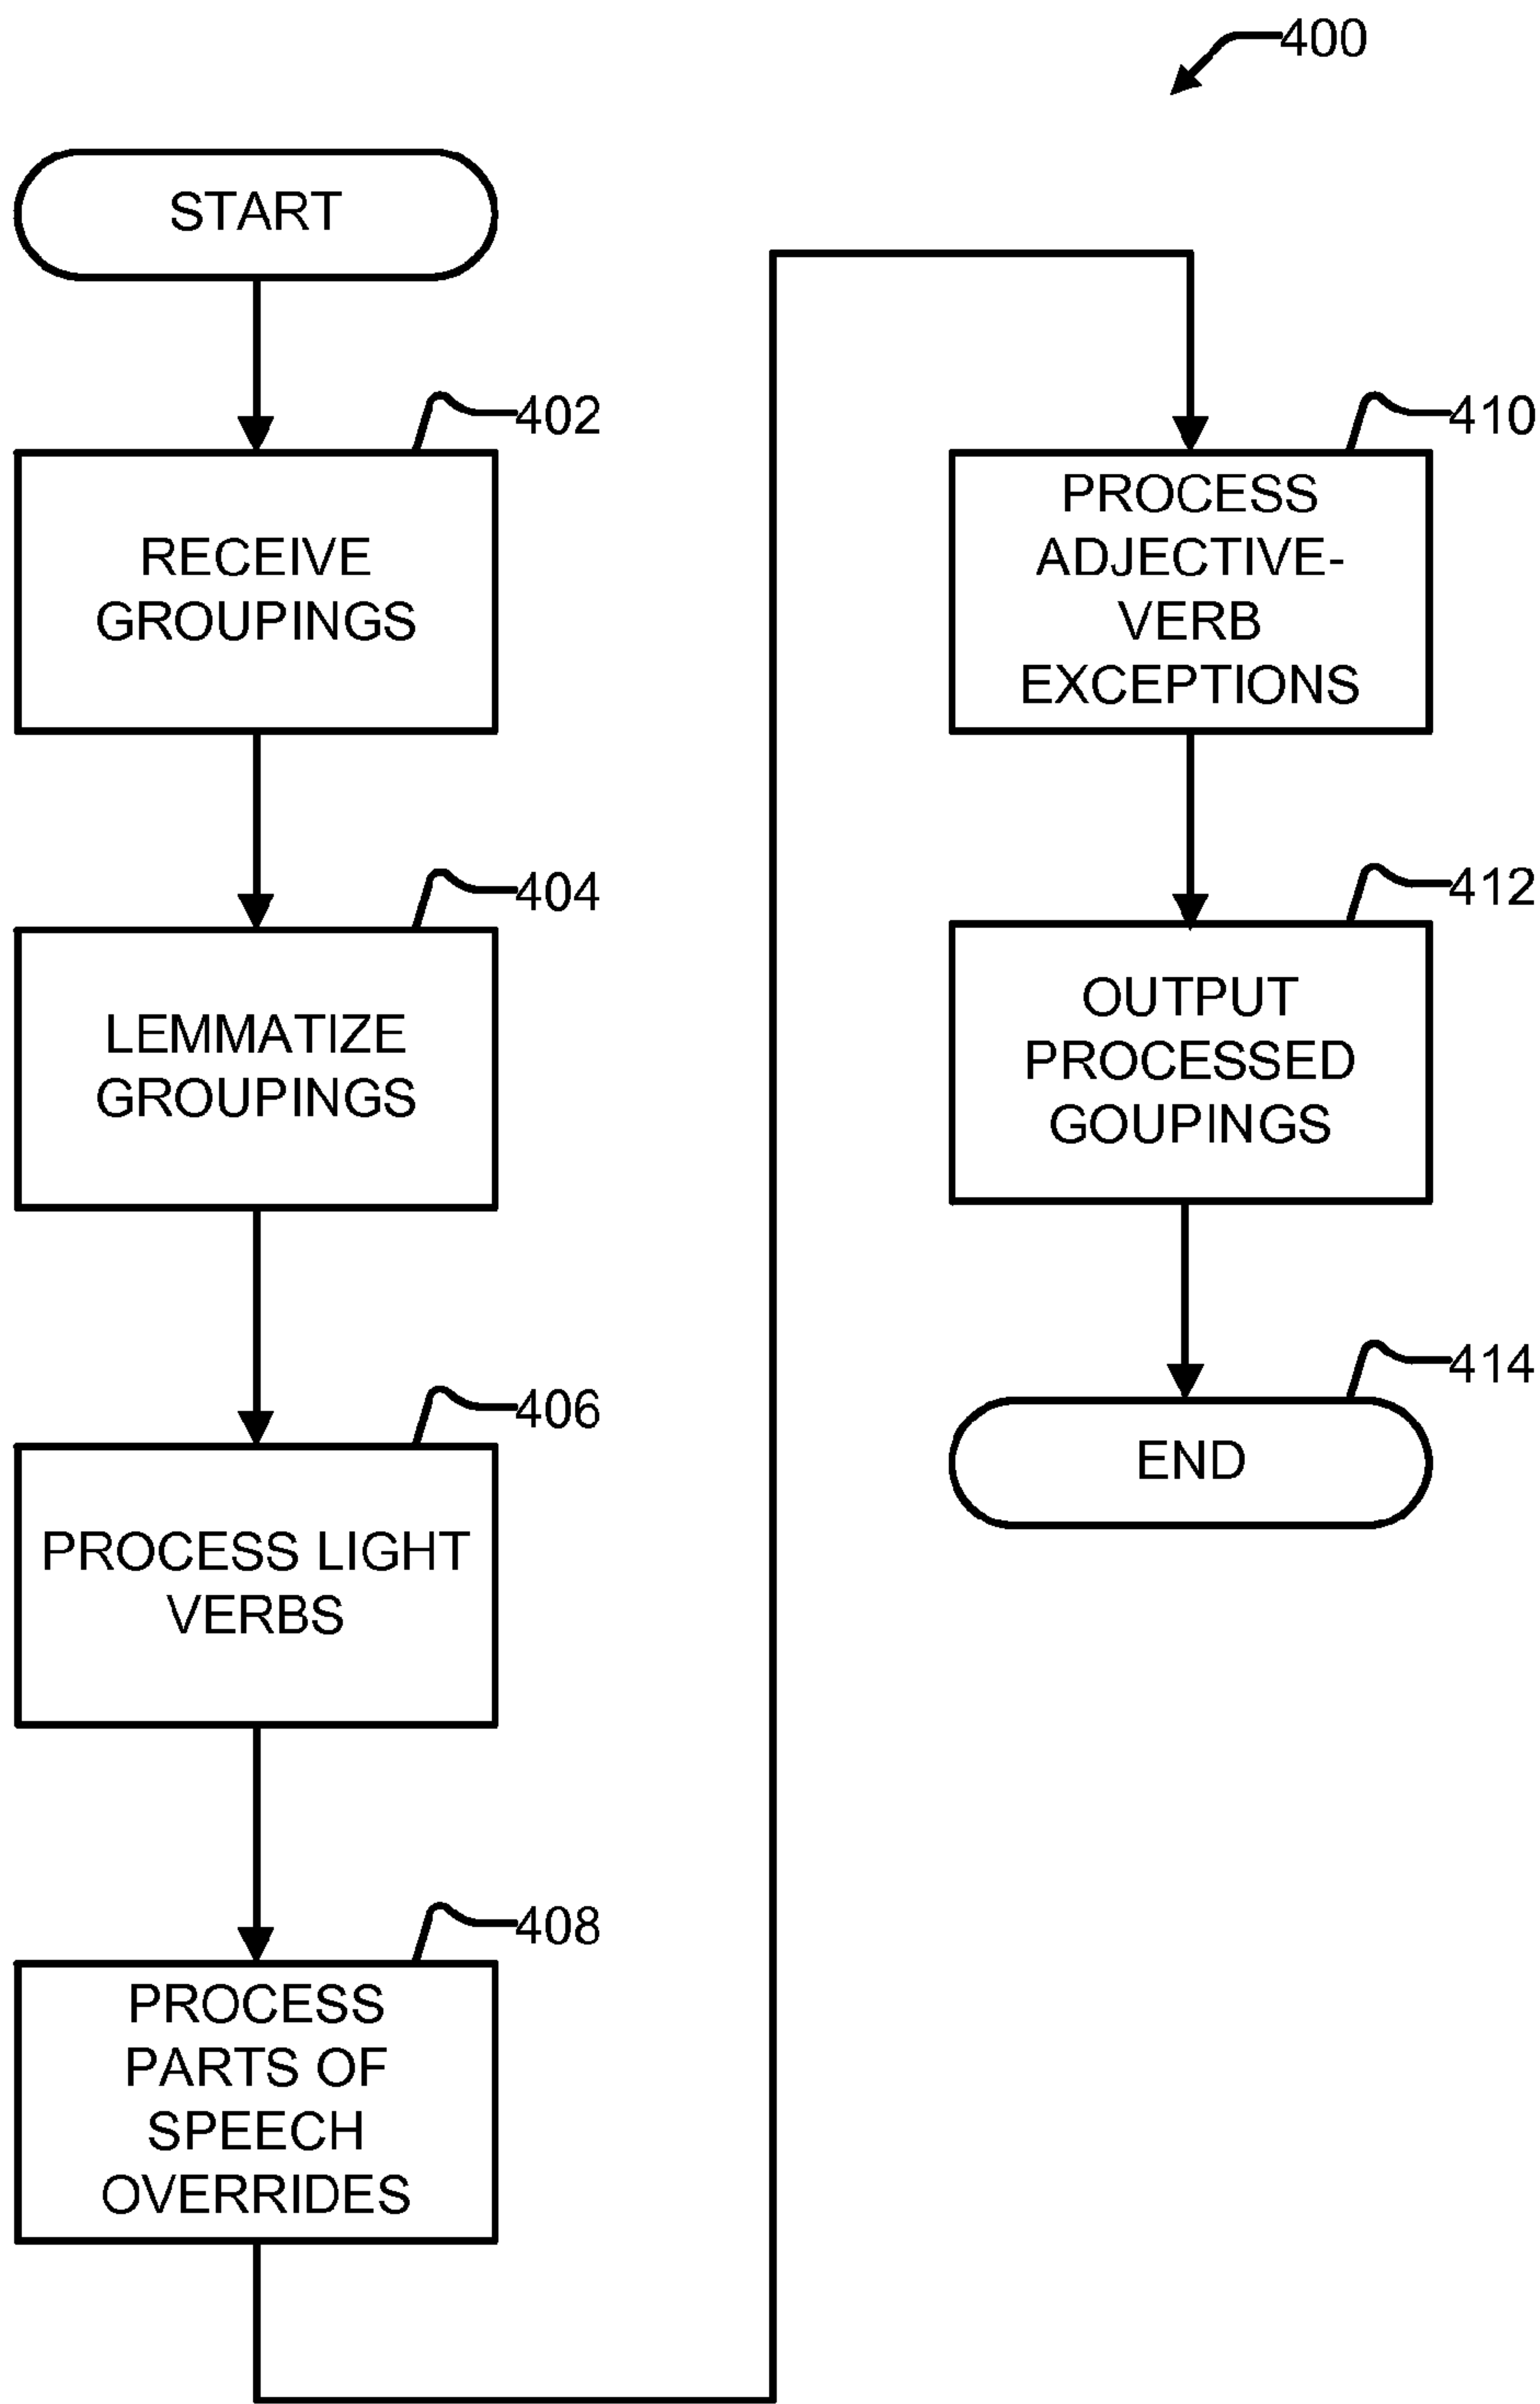 400
START
402
RECEIVE
GROUPINGS
404
LEMMATIZE
GROUPINGS
406
PROCESS LIGHT
VERBS
408
PROCESS
PARTS OF
SPEECH
OVERRIDES
410
PROCESS
ADJECTIVE-
VERB
EXCEPTIONS
412
OUTPUT
PROCESSED
GOUPINGS
414
END